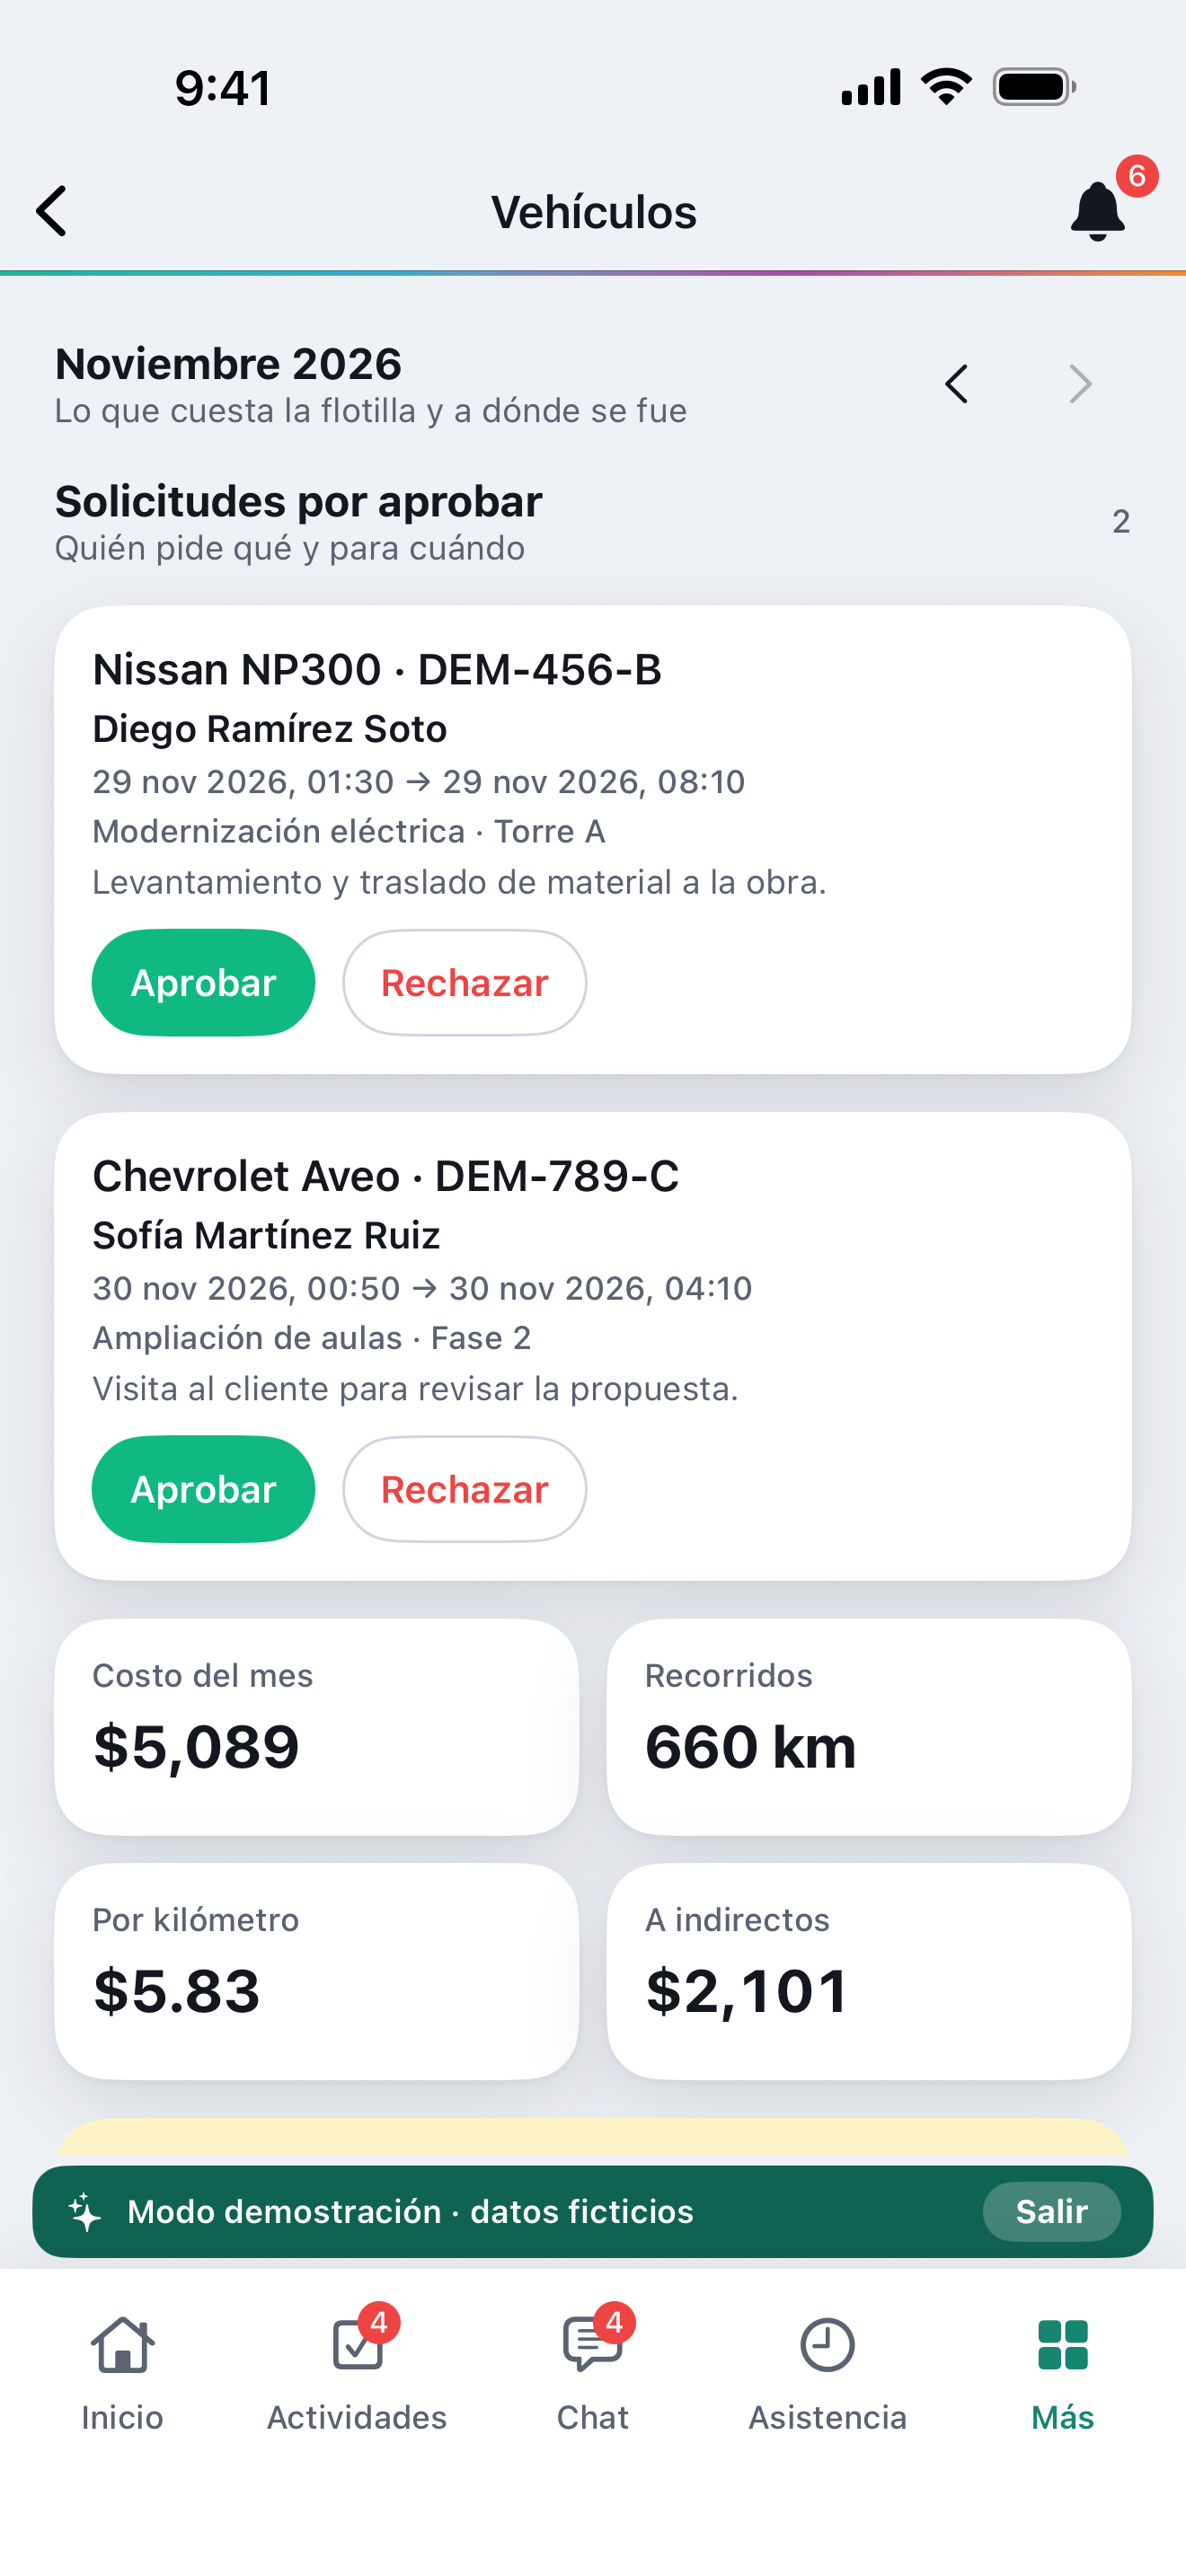 9:41
Vehículos
6
Noviembre 2026
Lo que cuesta la flotilla y a dónde se fue
Solicitudes por aprobar
Quién pide qué y para cuándo
2
Nissan NP300 · DEM-456-B
Diego Ramírez Soto
29 nov 2026, 01:30 → 29 nov 2026, 08:10
Modernización eléctrica · Torre A
Levantamiento y traslado de material a la obra.
Aprobar
Rechazar
Chevrolet Aveo · DEM-789-C
Sofía Martínez Ruiz
30 nov 2026, 00:50 → 30 nov 2026, 04:10
Ampliación de aulas · Fase 2
Visita al cliente para revisar la propuesta.
Aprobar
Rechazar
Costo del mes
$5,089
Recorridos
660 km
Por kilómetro
$5.83
A indirectos
$2,101
Modo demostración · datos ficticios
Salir
4
4
Inicio
Actividades
Chat
Asistencia
Más